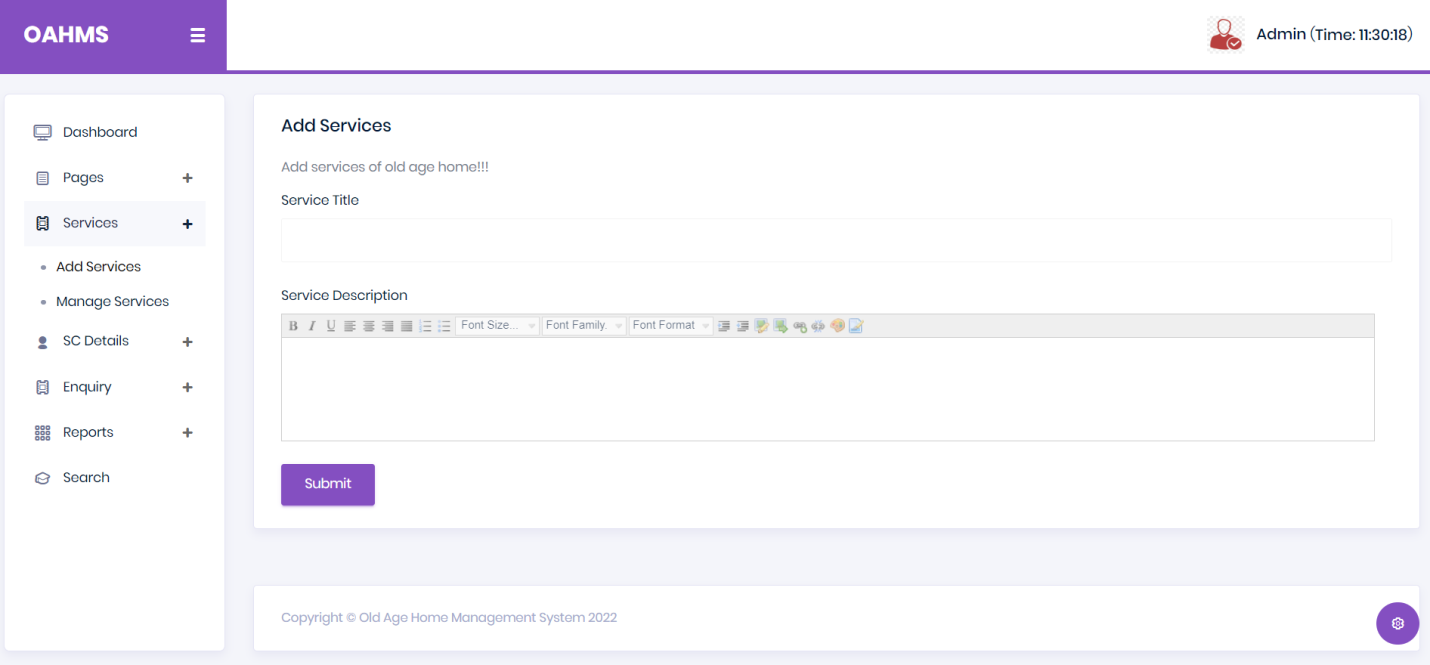 OAHMS
Admin (Time: 11:30:18)
Dashboard
Pages
Services
Add Services
Manage Services
SC Details
Enquiry
Reports
Search
Add Services
Add services of old age home!!!
Service Title
Service Description
B I U Font Size... Font Family. Font Format
Submit
Copyright © Old Age Home Management System 2022